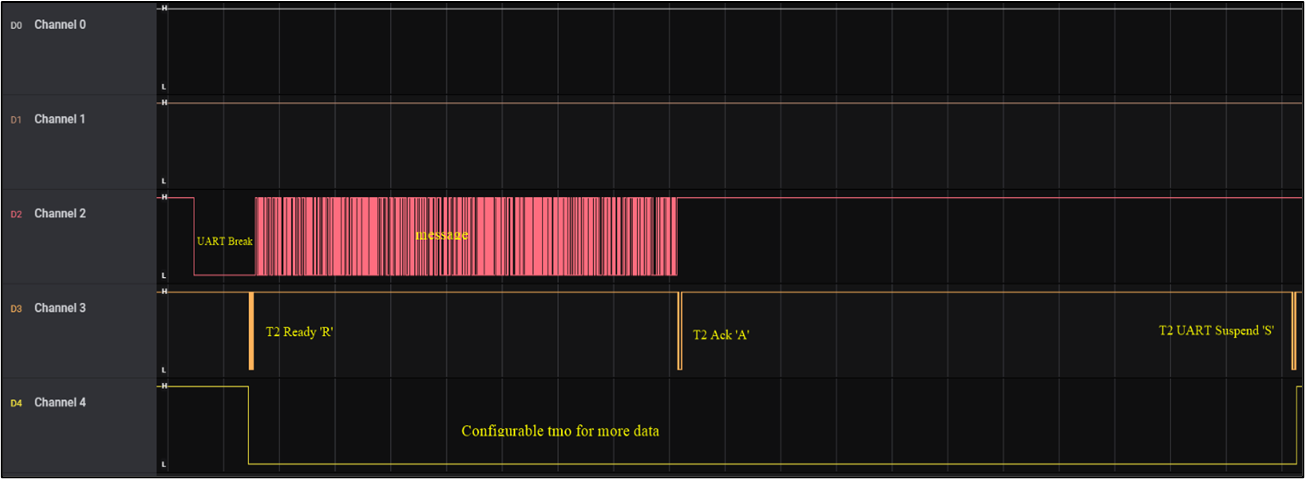 D0 Channel 0
H
L
D1 Channel 1
H
L
D2 Channel 2
H
UART Break
message
L
D3 Channel 3
H
T2 Ready 'R'
T2 Ack 'A'
T2 UART Suspend 'S'
L
D4 Channel 4
H
Configurable tmo for more data
L